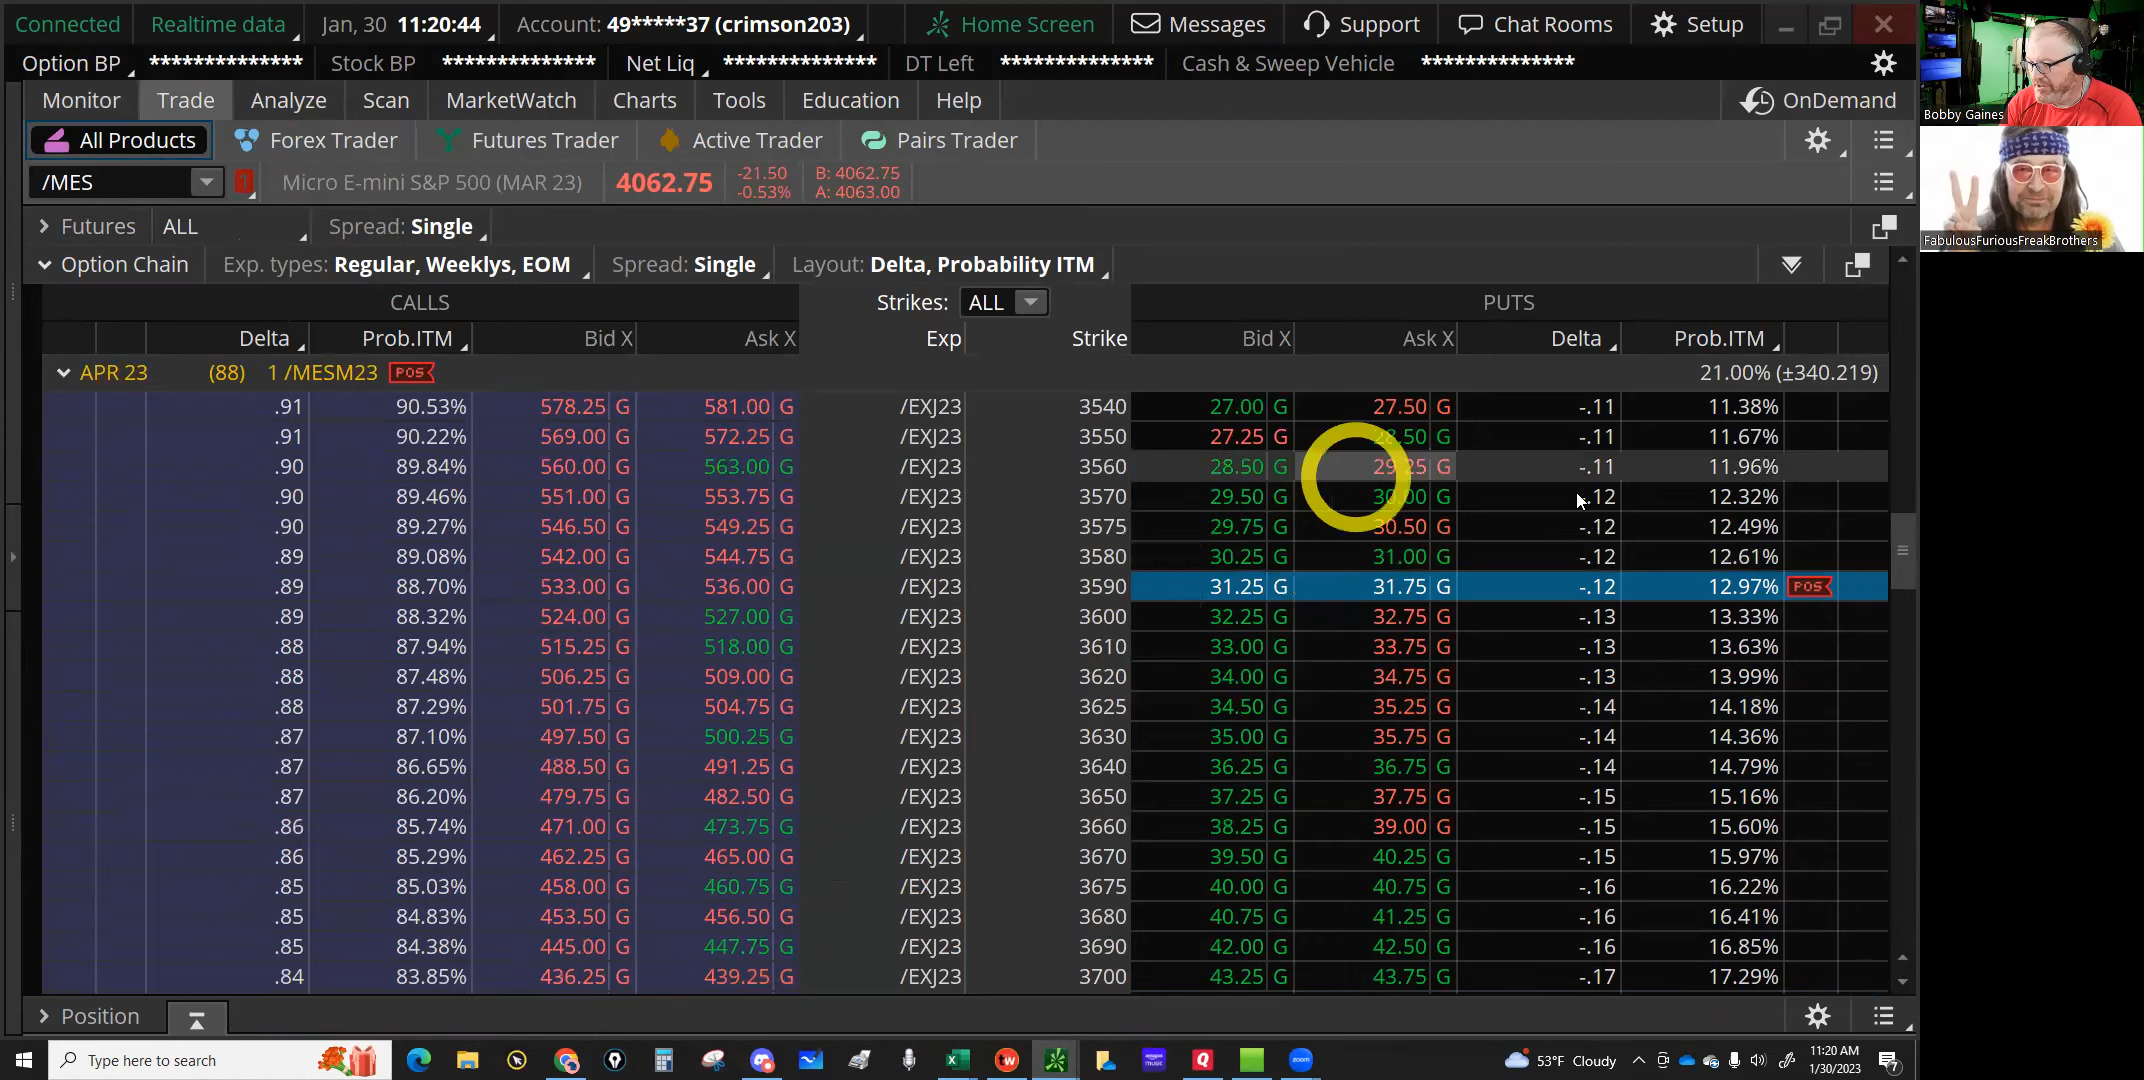 Connected Realtime data Jan, 30 11:20:44 Account: 49*****37 (crimson203) Home Screen Messages Support Chat Rooms Setup
Option BP ************** Stock BP ************** Net Liq ************** DT Left ************** Cash & Sweep Vehicle **************
Monitor Trade Analyze Scan MarketWatch Charts Tools Education Help OnDemand
All Products Forex Trader Futures Trader Active Trader Pairs Trader
/MES 1 Micro E-mini S&P 500 (MAR 23) 4062.75 -21.50 B: 4062.75
-0.53% A: 4063.00
Futures ALL Spread: Single
Option Chain Exp. types: Regular, Weeklys, EOM Spread: Single Layout: Delta, Probability ITM
CALLS Strikes: ALL PUTS
Delta Prob.ITM Bid X Ask X Exp Strike Bid X Ask X Delta Prob.ITM
APR 23 (88) 1 /MESM23 POS 21.00% (±340.219)
.91 90.53% 578.25 G 581.00 G /EXJ23 3540 27.00 G 27.50 G -.11 11.38%
.91 90.22% 569.00 G 572.25 G /EXJ23 3550 27.25 G 28.50 G -.11 11.67%
.90 89.84% 560.00 G 563.00 G /EXJ23 3560 28.50 G 29.25 G -.11 11.96%
.90 89.46% 551.00 G 553.75 G /EXJ23 3570 29.50 G 30.00 G -.12 12.32%
.90 89.27% 546.50 G 549.25 G /EXJ23 3575 29.75 G 30.50 G -.12 12.49%
.89 89.08% 542.00 G 544.75 G /EXJ23 3580 30.25 G 31.00 G -.12 12.61%
.89 88.70% 533.00 G 536.00 G /EXJ23 3590 31.25 G 31.75 G -.12 12.97% POS
.89 88.32% 524.00 G 527.00 G /EXJ23 3600 32.25 G 32.75 G -.13 13.33%
.88 87.94% 515.25 G 518.00 G /EXJ23 3610 33.00 G 33.75 G -.13 13.63%
.88 87.48% 506.25 G 509.00 G /EXJ23 3620 34.00 G 34.75 G -.13 13.99%
.88 87.29% 501.75 G 504.75 G /EXJ23 3625 34.50 G 35.25 G -.14 14.18%
.87 87.10% 497.50 G 500.25 G /EXJ23 3630 35.00 G 35.75 G -.14 14.36%
.87 86.65% 488.50 G 491.25 G /EXJ23 3640 36.25 G 36.75 G -.14 14.79%
.87 86.20% 479.75 G 482.50 G /EXJ23 3650 37.25 G 37.75 G -.15 15.16%
.86 85.74% 471.00 G 473.75 G /EXJ23 3660 38.25 G 39.00 G -.15 15.60%
.86 85.29% 462.25 G 465.00 G /EXJ23 3670 39.50 G 40.25 G -.15 15.97%
.85 85.03% 458.00 G 460.75 G /EXJ23 3675 40.00 G 40.75 G -.16 16.22%
.85 84.83% 453.50 G 456.50 G /EXJ23 3680 40.75 G 41.25 G -.16 16.41%
.85 84.38% 445.00 G 447.75 G /EXJ23 3690 42.00 G 42.50 G -.16 16.85%
.84 83.85% 436.25 G 439.25 G /EXJ23 3700 43.25 G 43.75 G -.17 17.29%
Position
Type here to search 53°F Cloudy 11:20 AM
1/30/2023 7
Bobby Gaines
FabulousFuriousFreakBrothers